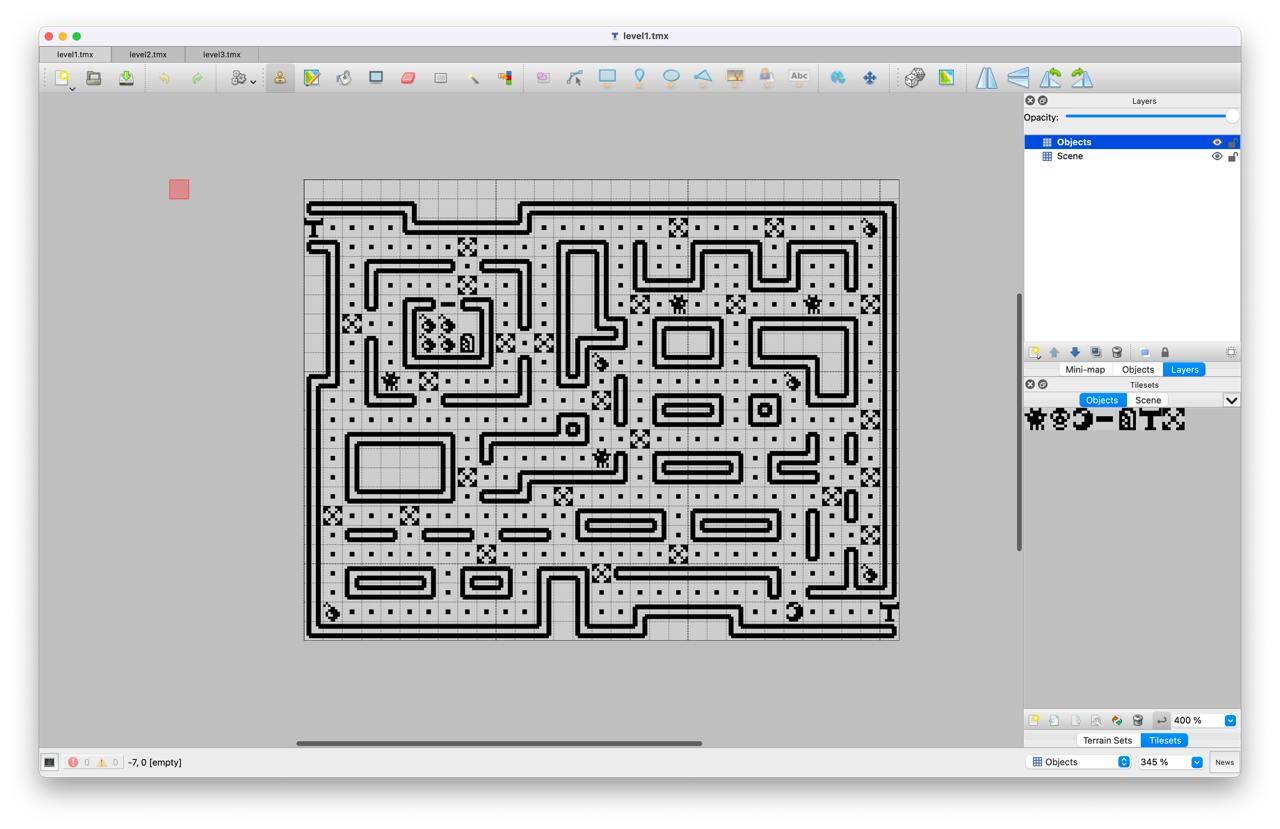 level1.tmx
level1.tmx
level2.tmx
level3.tmx
Abc
Layers
Opacity:
Objects
Scene
Mini-map
Objects
Layers
Tilesets
Objects
Scene
400 %
Terrain Sets
Tilesets
0
0
-7, 0 [empty]
Objects
345 %
News